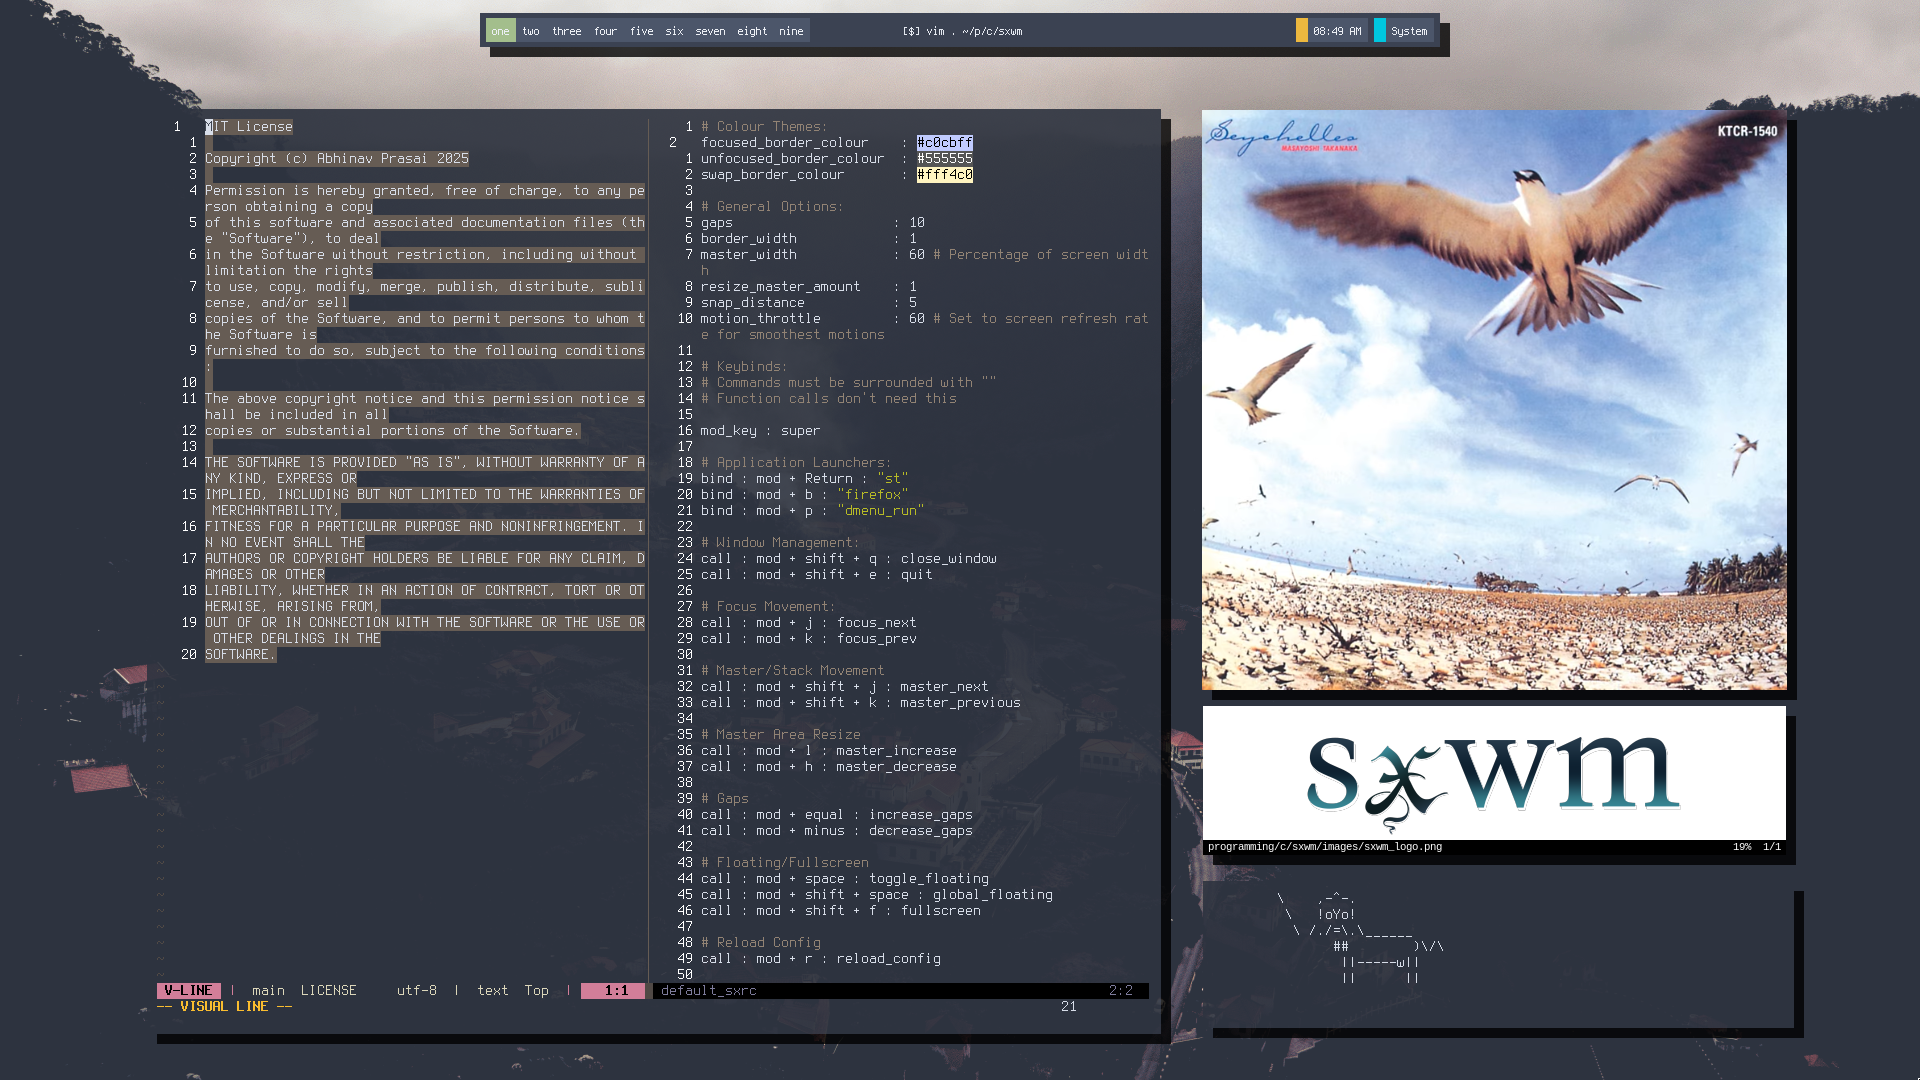 one two three four five six seven eight nine
[$] vim . ~/p/c/sxwm
08:49 AM
System
1 MIT License
1
2 Copyright (c) Abhinav Prasai 2025
3
4 Permission is hereby granted, free of charge, to any pe
rson obtaining a copy
5 of this software and associated documentation files (th
e "Software"), to deal
6 in the Software without restriction, including without
limitation the rights
7 to use, copy, modify, merge, publish, distribute, subli
cense, and/or sell
8 copies of the Software, and to permit persons to whom t
he Software is
9 furnished to do so, subject to the following conditions
:
10
11 The above copyright notice and this permission notice s
hall be included in all
12 copies or substantial portions of the Software.
13
14 THE SOFTWARE IS PROVIDED "AS IS", WITHOUT WARRANTY OF A
NY KIND, EXPRESS OR
15 IMPLIED, INCLUDING BUT NOT LIMITED TO THE WARRANTIES OF
MERCHANTABILITY,
16 FITNESS FOR A PARTICULAR PURPOSE AND NONINFRINGEMENT. I
N NO EVENT SHALL THE
17 AUTHORS OR COPYRIGHT HOLDERS BE LIABLE FOR ANY CLAIM, D
AMAGES OR OTHER
18 LIABILITY, WHETHER IN AN ACTION OF CONTRACT, TORT OR OT
HERWISE, ARISING FROM,
19 OUT OF OR IN CONNECTION WITH THE SOFTWARE OR THE USE OR
OTHER DEALINGS IN THE
20 SOFTWARE.
V-LINE | main LICENSE utf-8 | text Top | 1:1
-- VISUAL LINE --
21
1 # Colour Themes:
2 focused_border_colour : #c0cbff
1 unfocused_border_colour : #555555
2 swap_border_colour : #fff4c0
3
4 # General Options:
5 gaps : 10
6 border_width : 1
7 master_width : 60 # Percentage of screen widt
h
8 resize_master_amount : 1
9 snap_distance : 5
10 motion_throttle : 60 # Set to screen refresh rat
e for smoothest motions
11
12 # Keybinds:
13 # Commands must be surrounded with ""
14 # Function calls don't need this
15
16 mod_key : super
17
18 # Application Launchers:
19 bind : mod + Return : "st"
20 bind : mod + b : "firefox"
21 bind : mod + p : "dmenu_run"
22
23 # Window Management:
24 call : mod + shift + q : close_window
25 call : mod + shift + e : quit
26
27 # Focus Movement:
28 call : mod + j : focus_next
29 call : mod + k : focus_prev
30
31 # Master/Stack Movement
32 call : mod + shift + j : master_next
33 call : mod + shift + k : master_previous
34
35 # Master Area Resize
36 call : mod + l : master_increase
37 call : mod + h : master_decrease
38
39 # Gaps
40 call : mod + equal : increase_gaps
41 call : mod + minus : decrease_gaps
42
43 # Floating/Fullscreen
44 call : mod + space : toggle_floating
45 call : mod + shift + space : global_floating
46 call : mod + shift + f : fullscreen
47
48 # Reload Config
49 call : mod + r : reload_config
50
default_sxrc 2:2
Seychelles
MASAYOSHI TAKANAKA
KTCR-1540
sxwm
programming/c/sxwm/images/sxwm_logo.png 19% 1/1
\ ,-^-.
\ !oYo!
\ /./=\.\______
## )\/\
||-----w||
|| ||